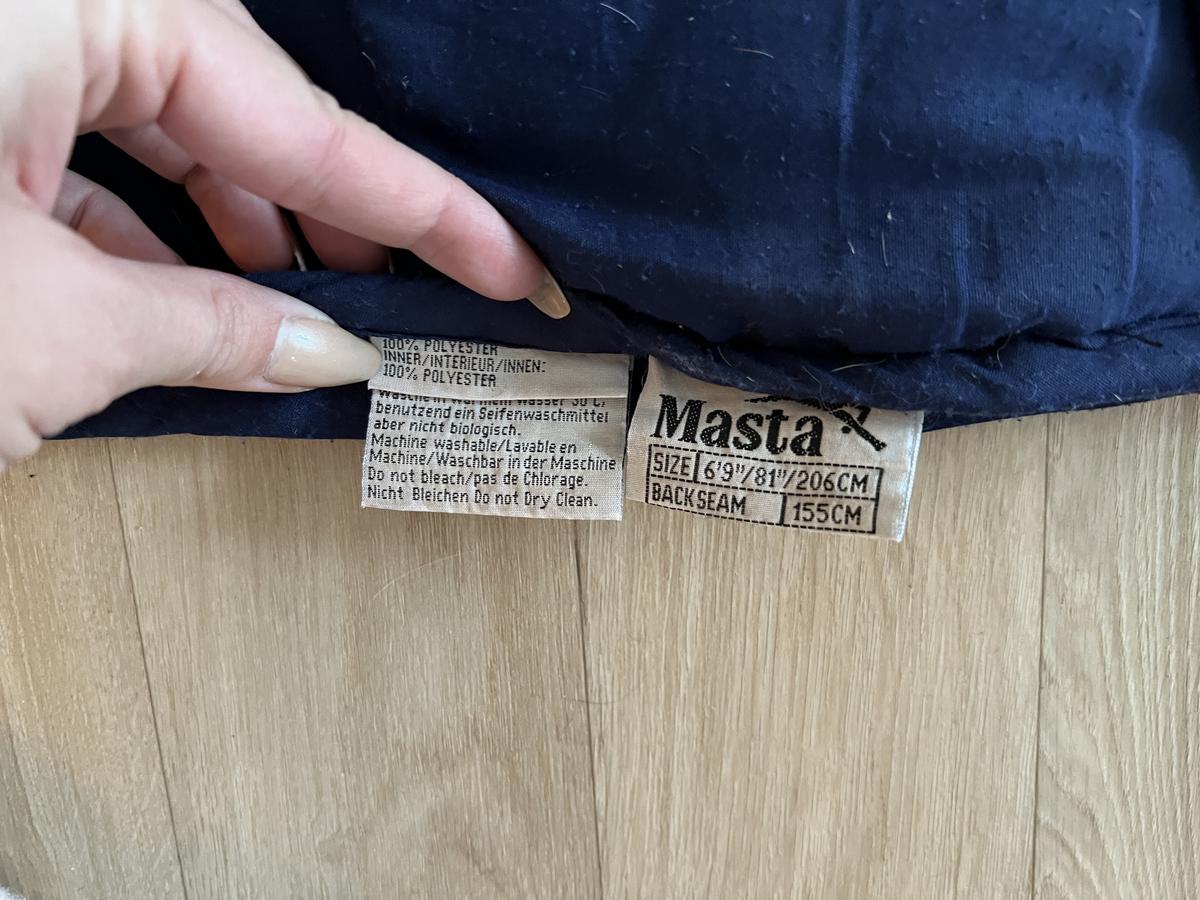 100% POLYESTER
INNER/INTERIEUR/INNEN:
100% POLYESTER
Wasser 30 C,
benutzend ein Seifenwaschmittel
aber nicht biologisch.
Machine washable/Lavable en
Machine/Waschbar in der Maschine
Do not bleach/pas de Chlorage.
Nicht Bleichen Do not Dry Clean.
Masta
SIZE 6'9"/81"/206CM
BACKSEAM 155CM